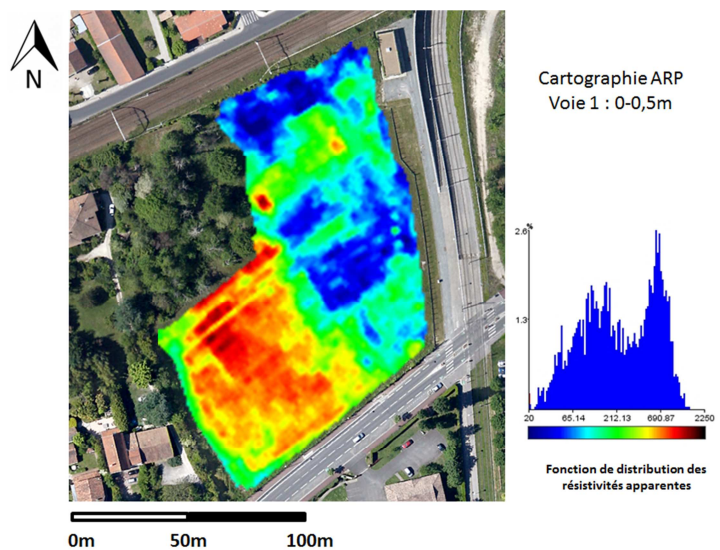 N
Cartographie ARP
Voie 1 : 0-0,5m
%
2.6
1.3
20 65.14 212.13 690.87 2250
Fonction de distribution des
résistivités apparentes
0m 50m 100m